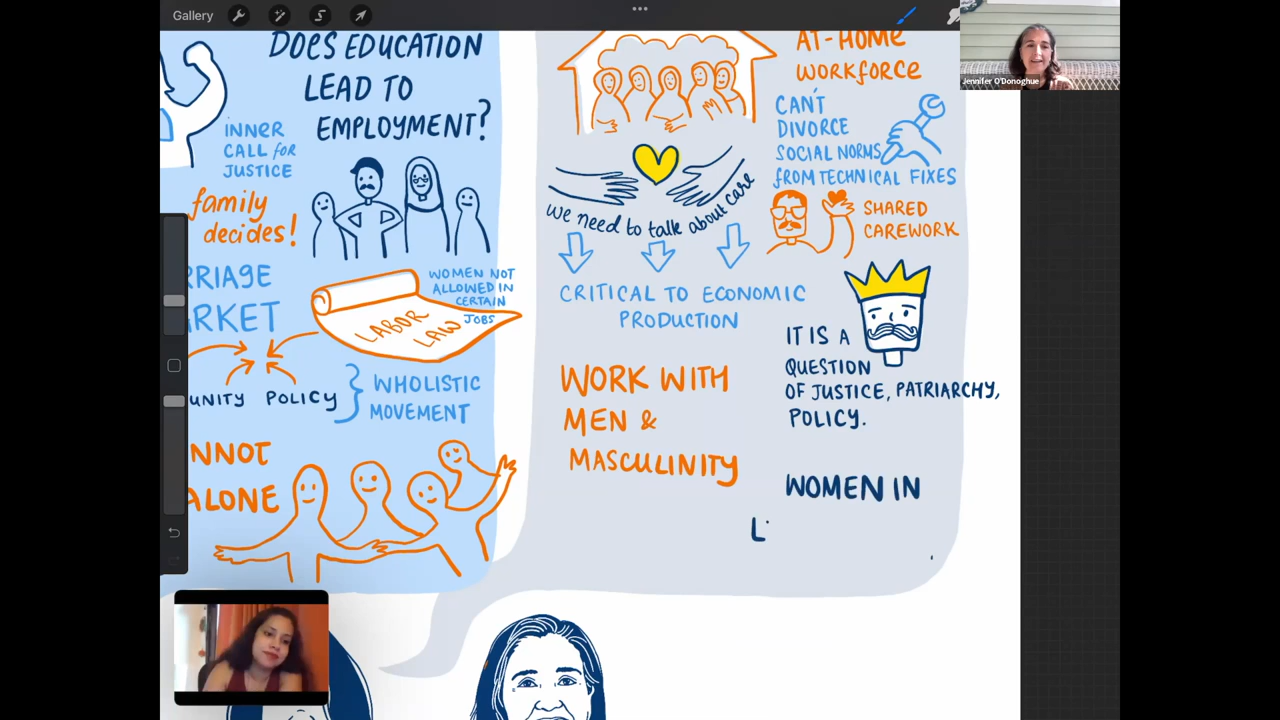 Gallery
DOES EDUCATION
LEAD TO
EMPLOYMENT?
INNER
CALL for
JUSTICE
family
decides!
RRIAGE
ARKET
WOMEN NOT
ALLOWED IN
CERTAIN
JOBS
LABOR
LAW
UNITY POLICY
WHOLISTIC
MOVEMENT
NNOT
ALONE
AT-HOME
WORKFORCE
CAN'T
DIVORCE
SOCIAL NORMS
FROM TECHNICAL FIXES
we need to talk about care
SHARED
CAREWORK
CRITICAL TO ECONOMIC
PRODUCTION
IT IS A
QUESTION
OF JUSTICE, PATRIARCHY,
POLICY.
WORK WITH
MEN &
MASCULINITY
WOMEN IN
L
Jennifer O'Donoghue